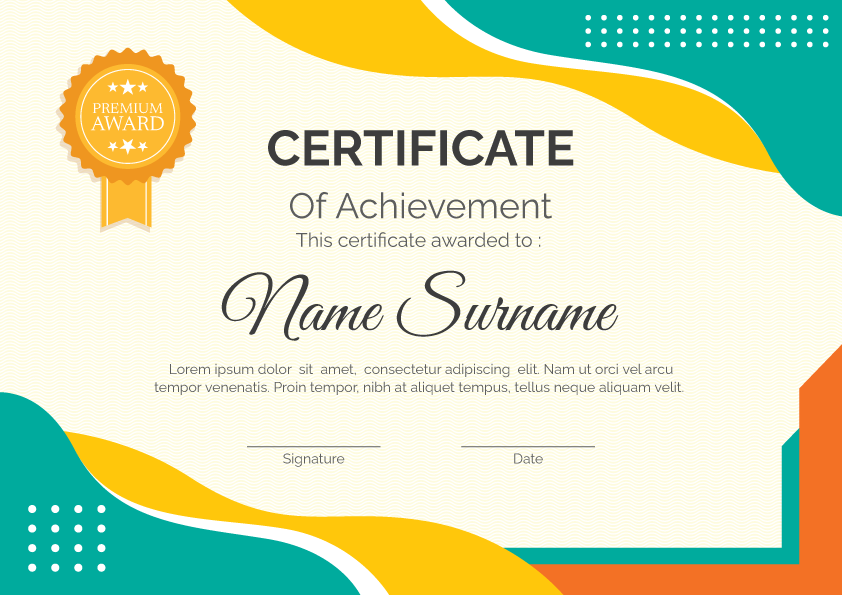 PREMIUM
AWARD
CERTIFICATE
Of Achievement
This certificate awarded to :
Name Surname
Lorem ipsum dolor sit amet, consectetur adipiscing elit. Nam ut orci vel arcu
tempor venenatis. Proin tempor, nibh at aliquet tempus, tellus neque aliquam velit.
Signature
Date